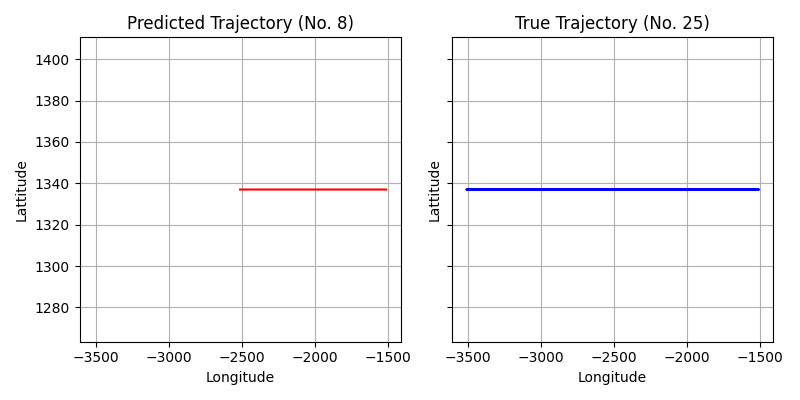 Predicted Trajectory (No. 8)
True Trajectory (No. 25)
Lattitude
1400
1380
1360
1340
1320
1300
1280
−3500 −3000 −2500 −2000 −1500
Longitude
Lattitude
−3500 −3000 −2500 −2000 −1500
Longitude